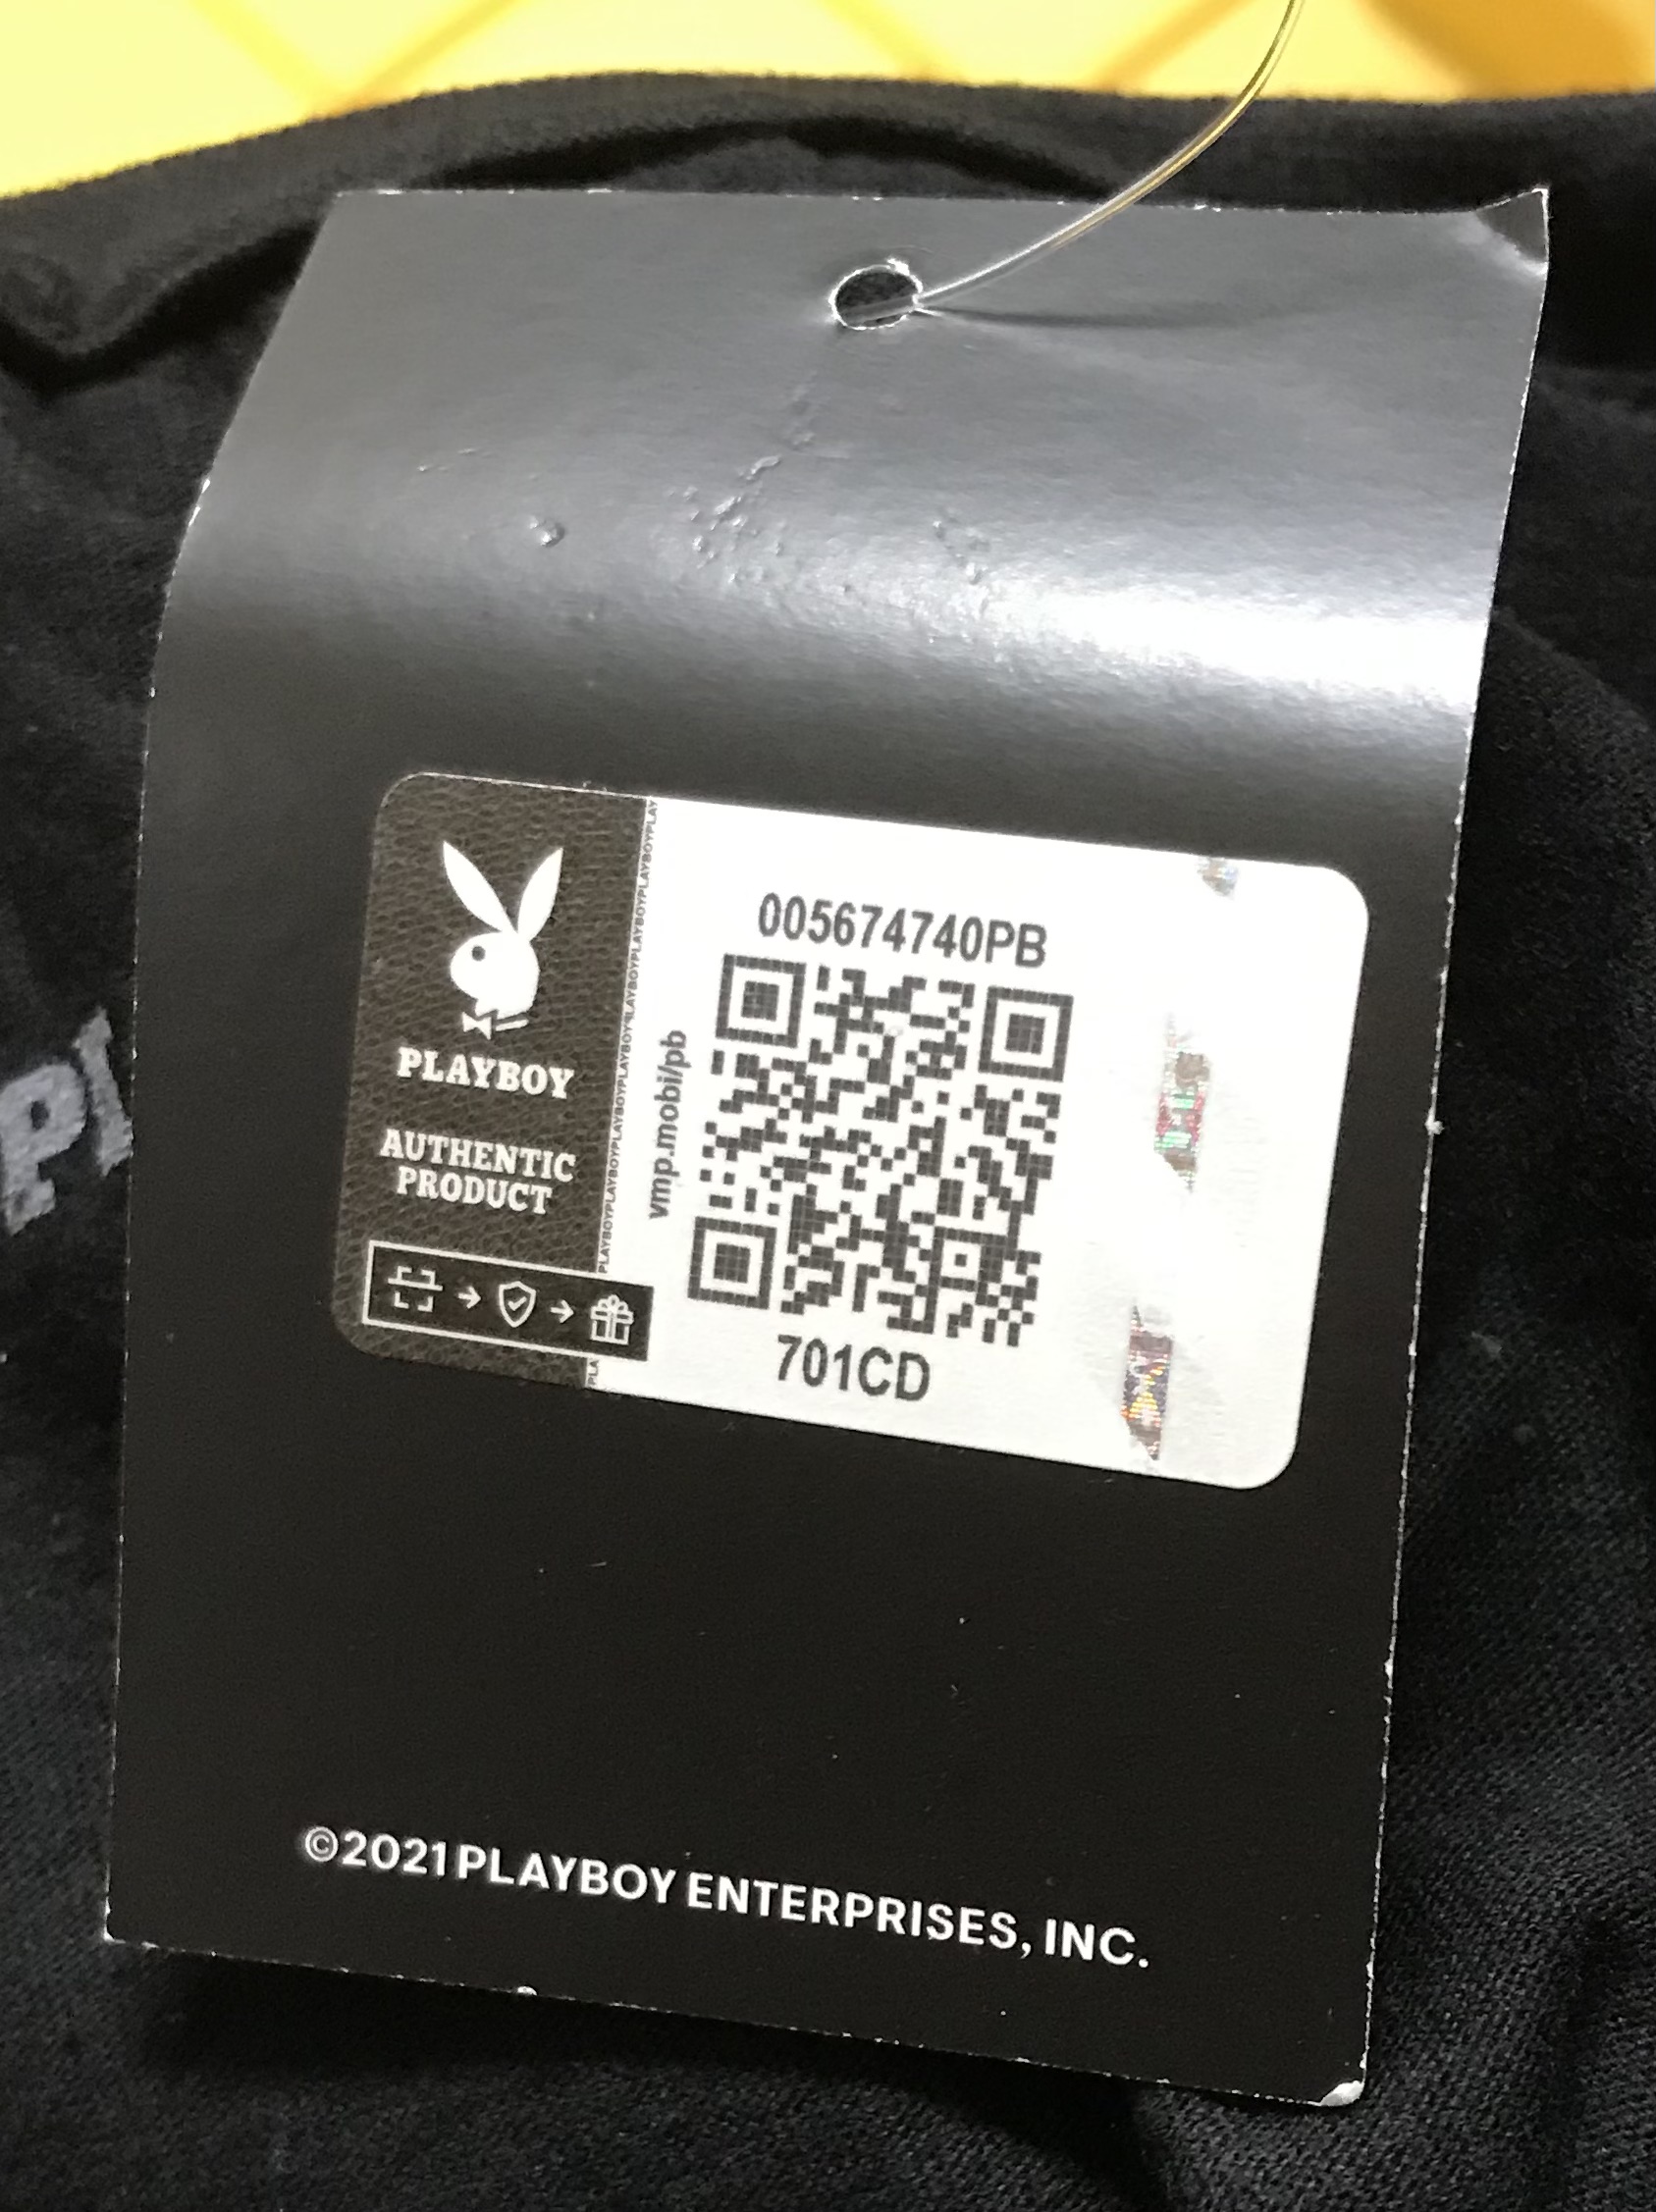 005674740PB
vmp.mobi/pb
PLAYBOY
AUTHENTIC
PRODUCT
701CD
©2021 PLAYBOY ENTERPRISES, INC.